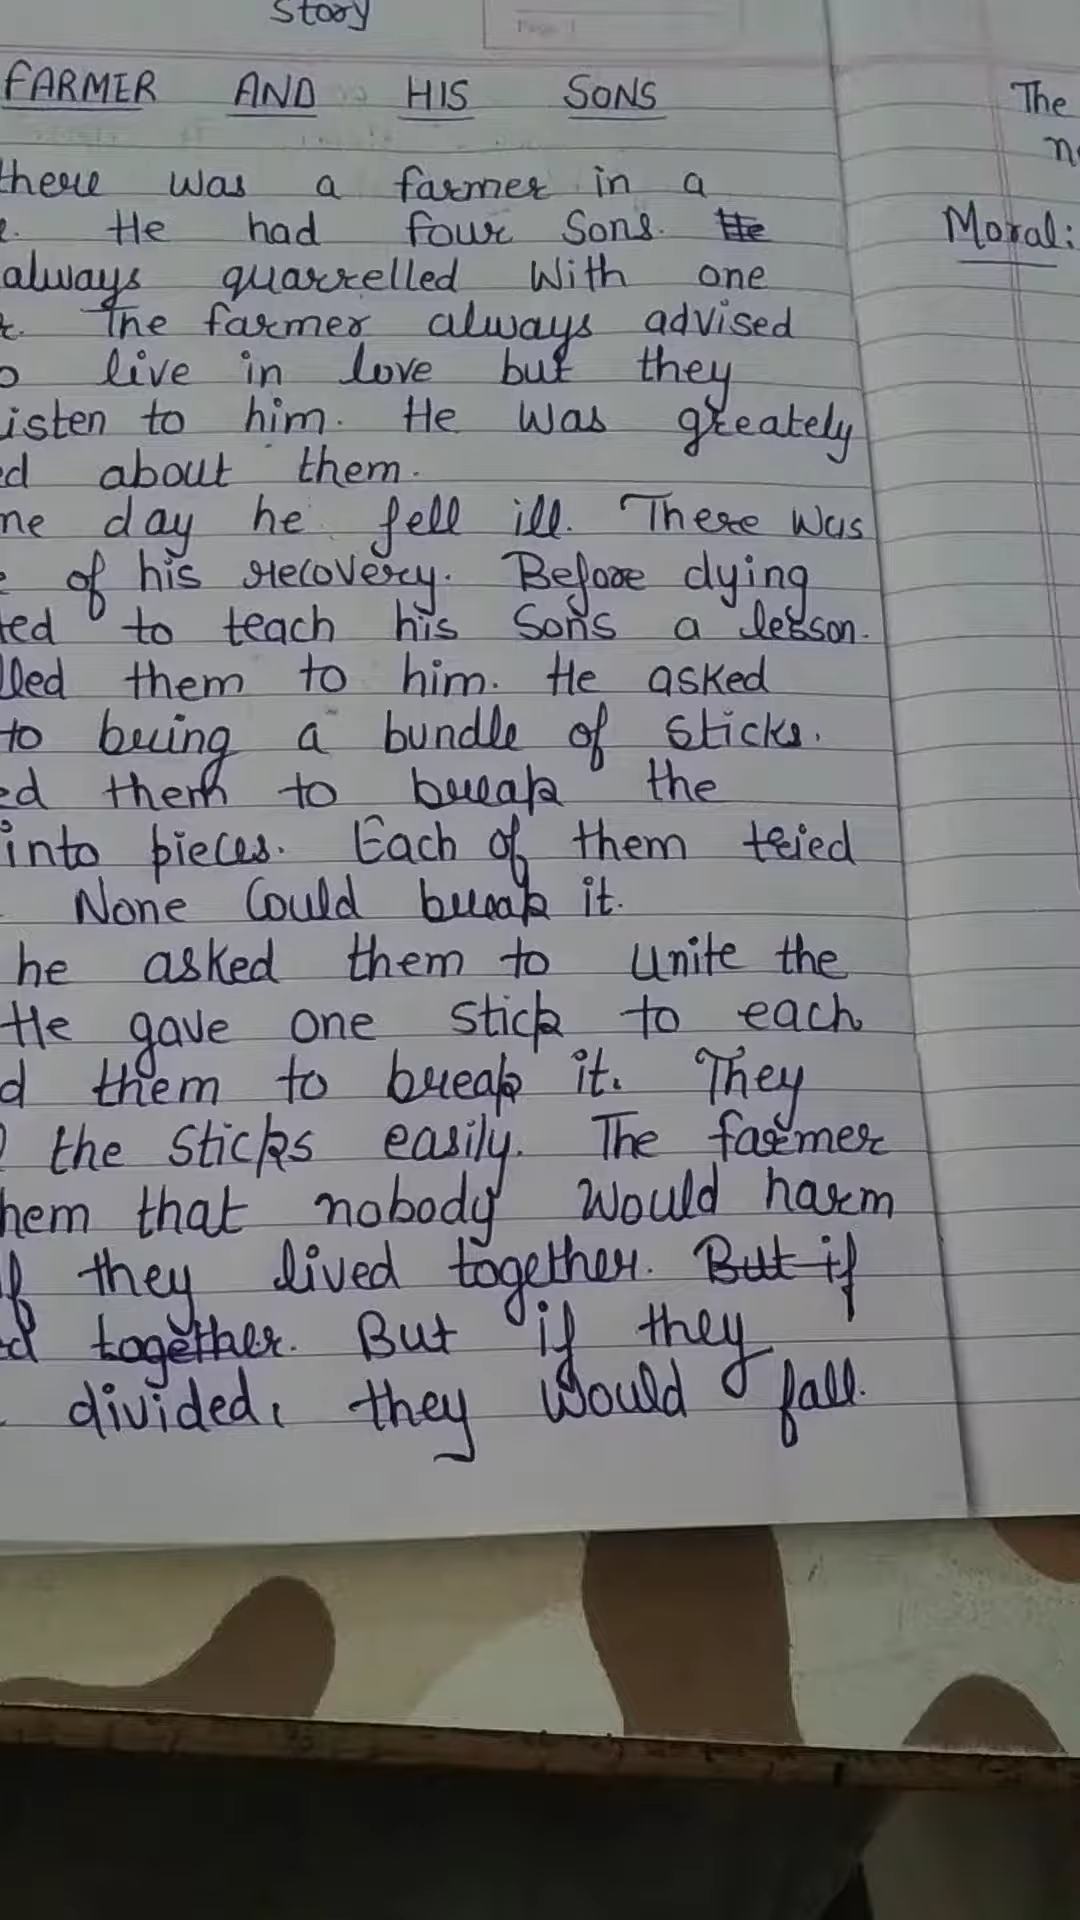 Story
FARMER AND HIS SONS
there was a farmer in a
He had four Sons. He
always quarrelled With one
The farmer always advised
live in love but they
isten to him. He was greately
ed about them.
ne day he fell ill. There was
of his recovery. Before dying
ted to teach his Sons a lesson.
lled them to him. He asked
to bring a bundle of sticks.
ed them to break the
into pieces. Each of them tried
None Could break it.
he asked them to unite the
He gave one stick to each
d them to break it. They
the sticks easily. The farmer
hem that nobody would harm
if they lived together. But if
ed together. But if they
divided, they would fall.
The
Moral: